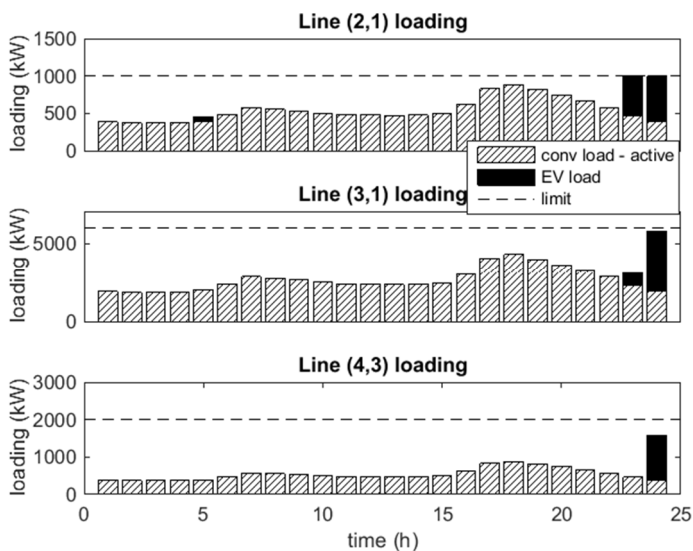 Line (2,1) loading
loading (kW)
1500
1000
500
0
conv load - active
EV load
limit
Line (3,1) loading
loading (kW)
5000
0
Line (4,3) loading
loading (kW)
3000
2000
1000
0
0 5 10 15 20 25
time (h)